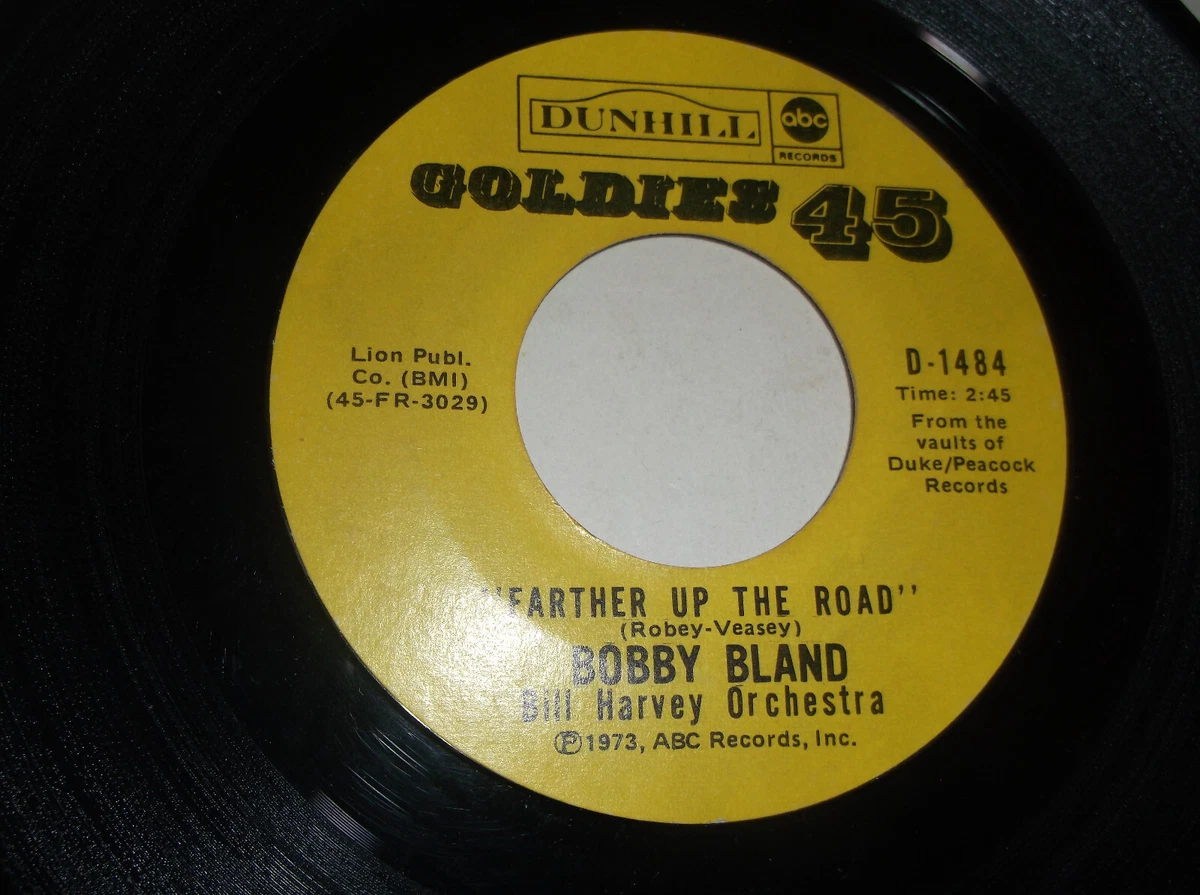 DUNHILL abc
RECORDS
GOLDIES 45
Lion Publ.
Co. (BMI)
(45-FR-3029)
D-1484
Time: 2:45
From the
vaults of
Duke/Peacock
Records
"FARTHER UP THE ROAD"
(Robey-Veasey)
BOBBY BLAND
Bill Harvey Orchestra
Ⓟ1973, ABC Records, Inc.